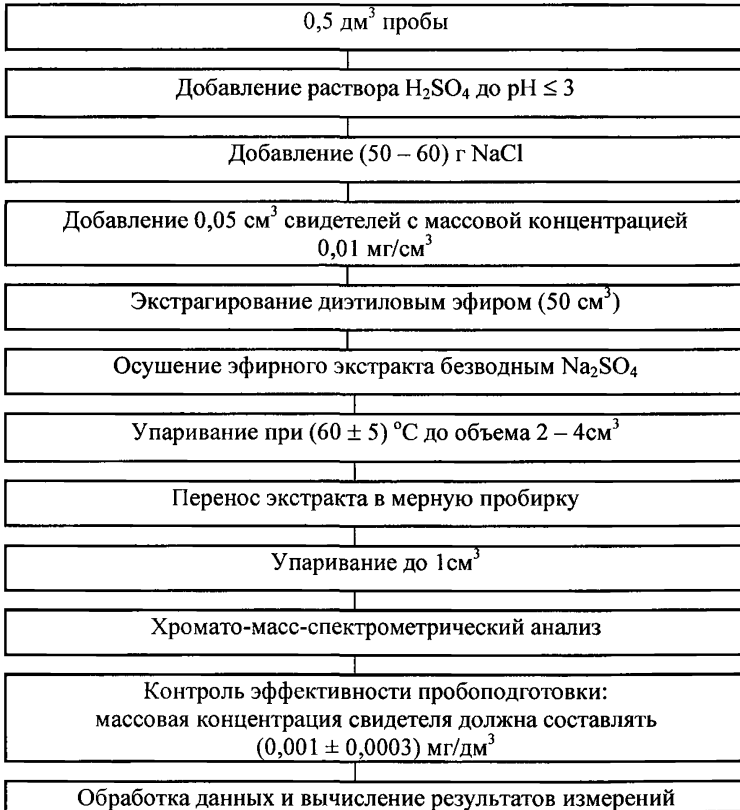 0,5 дм³ пробы
Добавление раствора H₂SO₄ до pH ≤ 3
Добавление (50 – 60) г NaCl
Добавление 0,05 см³ свидетелей с массовой концентрацией
0,01 мг/см³
Экстрагирование диэтиловым эфиром (50 см³)
Осушение эфирного экстракта безводным Na₂SO₄
Упаривание при (60 ± 5) °С до объема 2 – 4см³
Перенос экстракта в мерную пробирку
Упаривание до 1см³
Хромато-масс-спектрометрический анализ
Контроль эффективности пробоподготовки:
массовая концентрация свидетеля должна составлять
(0,001 ± 0,0003) мг/дм³
Обработка данных и вычисление результатов измерений